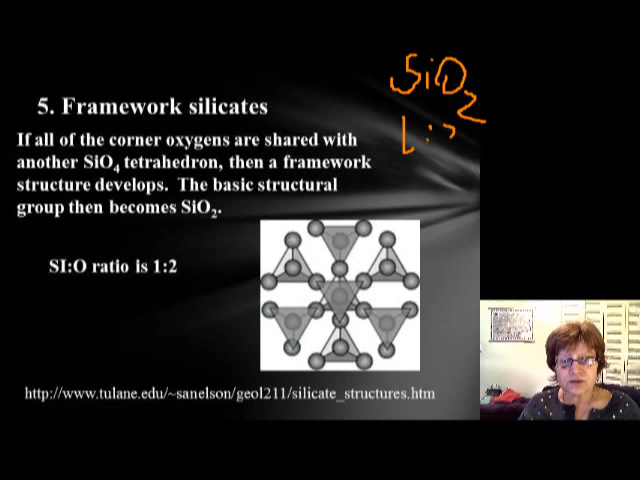 SiO2
1:2
5. Framework silicates
If all of the corner oxygens are shared with
another SiO4 tetrahedron, then a framework
structure develops. The basic structural
group then becomes SiO2.
SI:O ratio is 1:2
http://www.tulane.edu/~sanelson/geol211/silicate_structures.htm